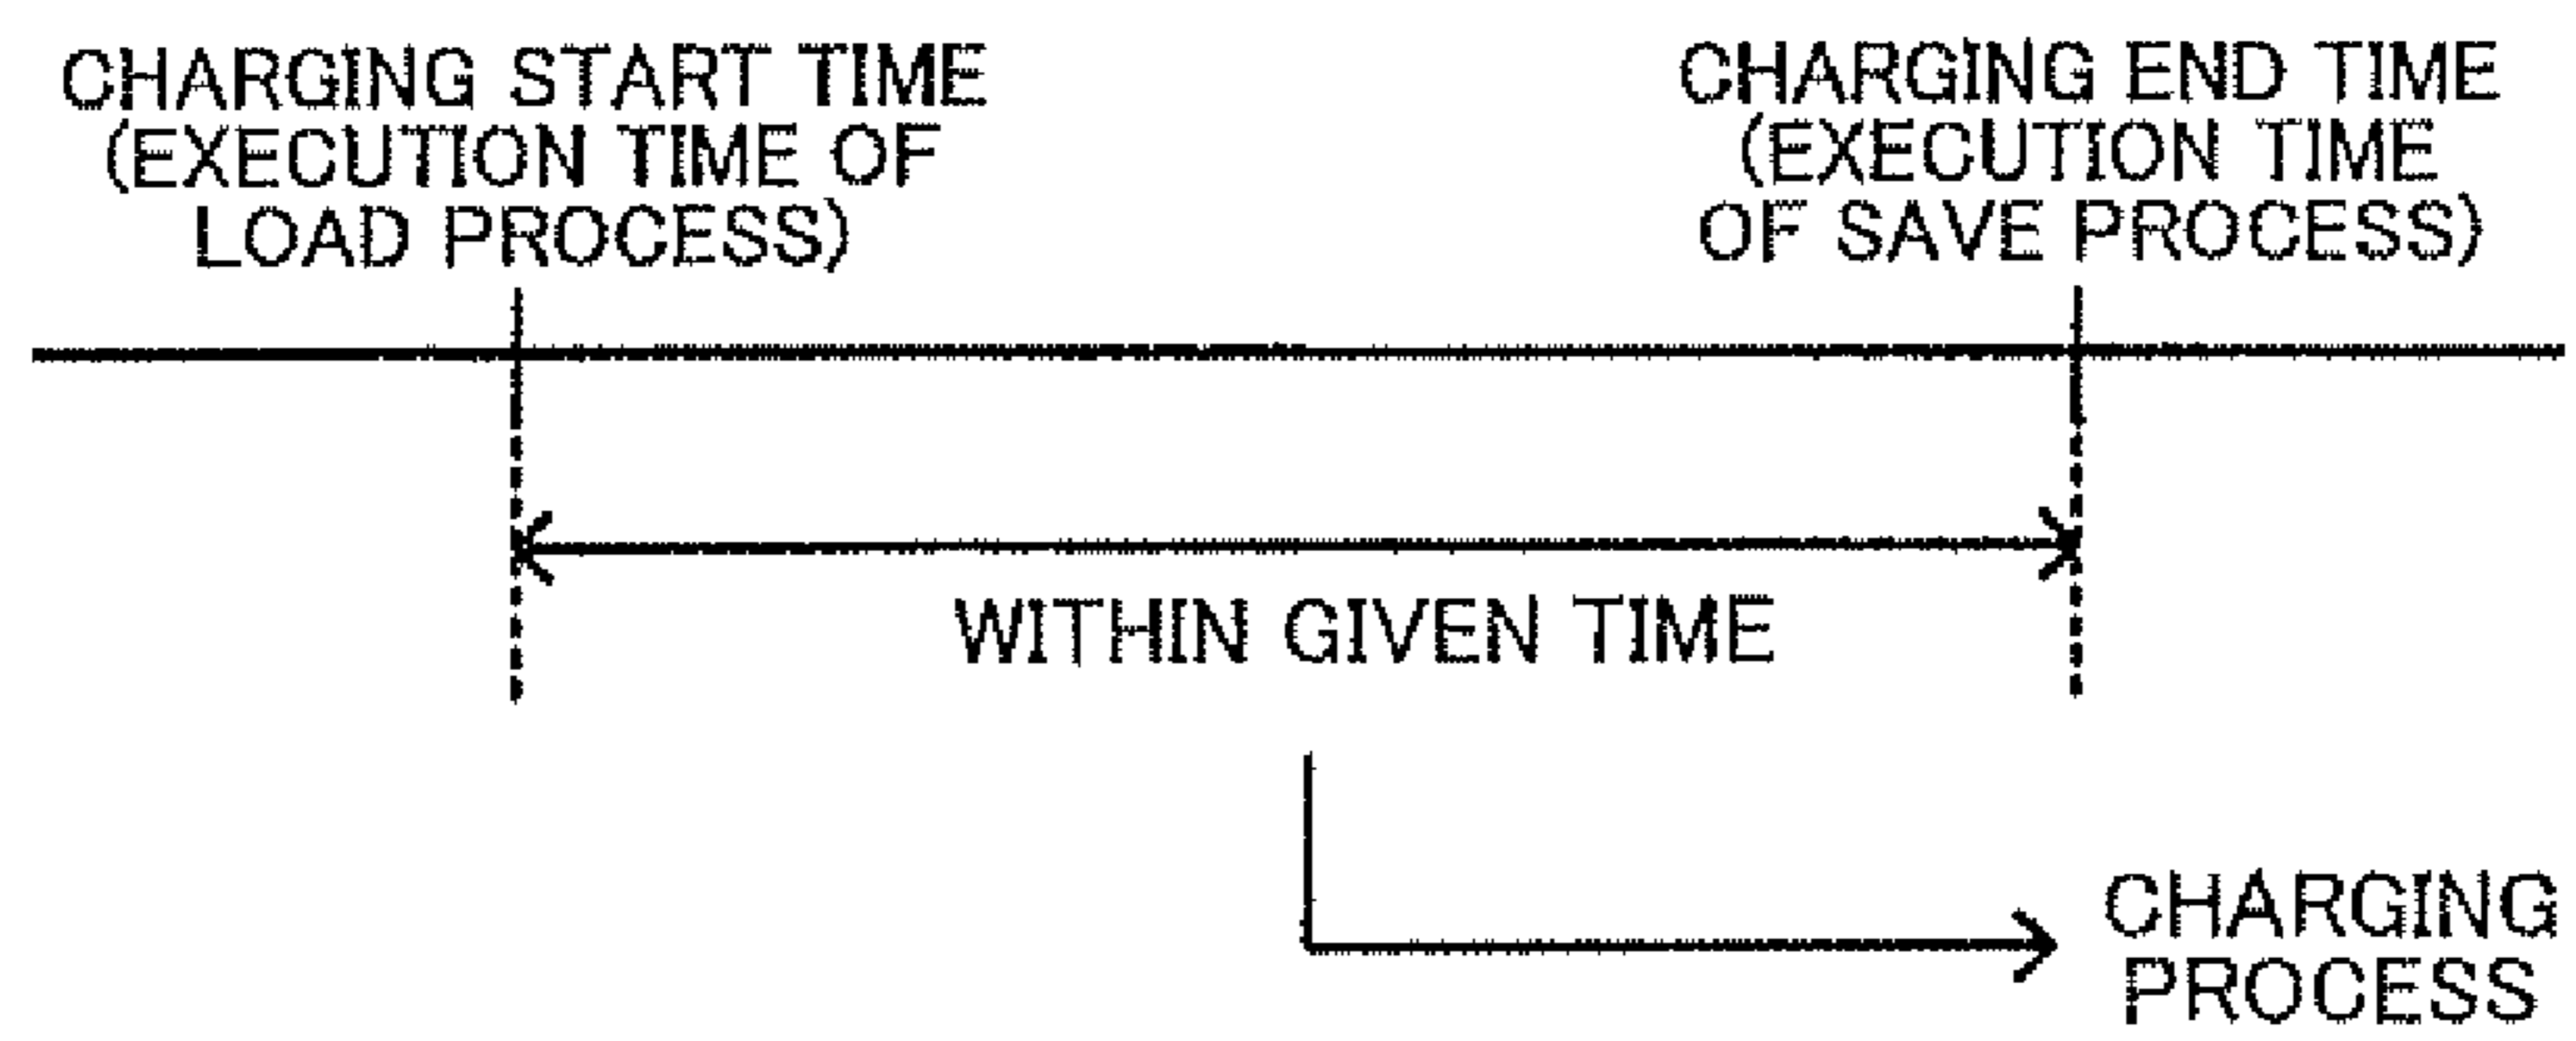 CHARGING START TIME
(EXECUTION TIME OF
LOAD PROCESS)
CHARGING END TIME
(EXECUTION TIME
OF SAVE PROCESS)
WITHIN GIVEN TIME
CHARGING
PROCESS